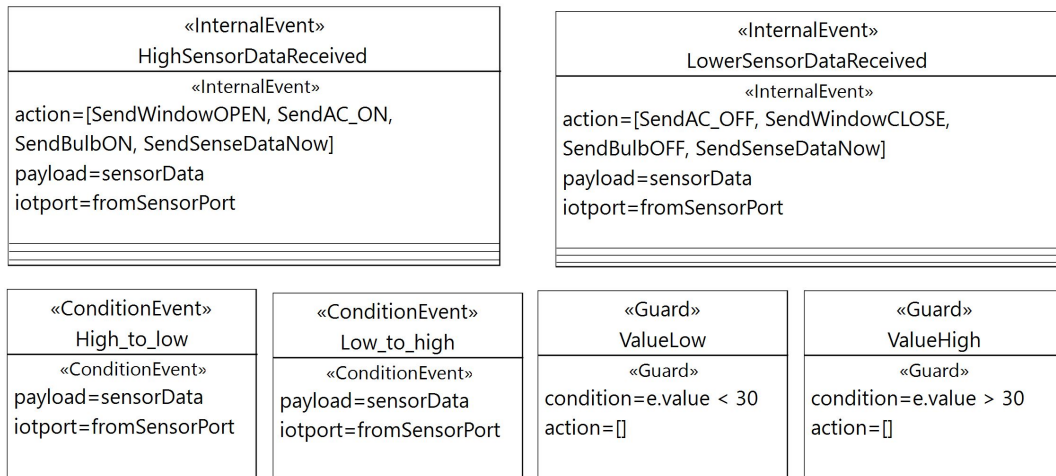 «InternalEvent»
HighSensorDataReceived
«InternalEvent»
action=[SendWindowOPEN, SendAC_ON,
SendBulbON, SendSenseDataNow]
payload=sensorData
iotport=fromSensorPort
«InternalEvent»
LowerSensorDataReceived
«InternalEvent»
action=[SendAC_OFF, SendWindowCLOSE,
SendBulbOFF, SendSenseDataNow]
payload=sensorData
iotport=fromSensorPort
«ConditionEvent»
High_to_low
«ConditionEvent»
payload=sensorData
iotport=fromSensorPort
«ConditionEvent»
Low_to_high
«ConditionEvent»
payload=sensorData
iotport=fromSensorPort
«Guard»
ValueLow
«Guard»
condition=e.value < 30
action=[]
«Guard»
ValueHigh
«Guard»
condition=e.value > 30
action=[]